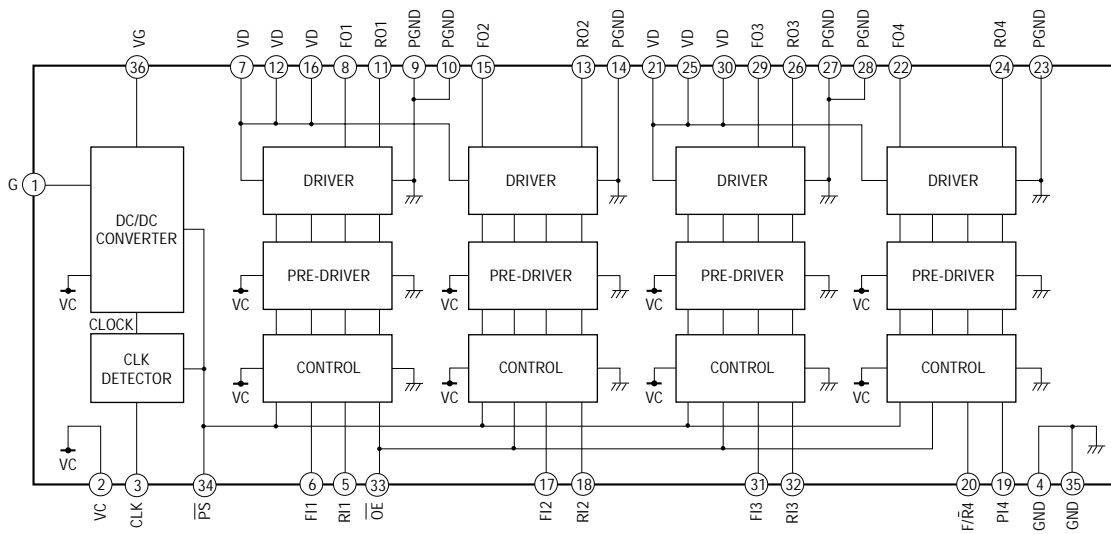 VG VD VD VD FO1 RO1 PGND PGND FO2 RO2 PGND VD VD VD FO3 RO3 PGND PGND FO4 RO4 PGND
36 7 12 16 8 11 9 10 15 13 14 21 25 30 29 26 27 28 22 24 23
G 1
DC/DC CONVERTER
DRIVER DRIVER DRIVER DRIVER
PRE-DRIVER PRE-DRIVER PRE-DRIVER PRE-DRIVER
VC VC VC VC VC
CLOCK
CLK DETECTOR
CONTROL CONTROL CONTROL CONTROL
VC VC VC VC
VC
2 3 34 6 5 33 17 18 31 32 20 19 4 35
VC CLK P̅S̅ FI1 RI1 O̅E̅ FI2 RI2 FI3 RI3 F/R̅4 PI4 GND GND